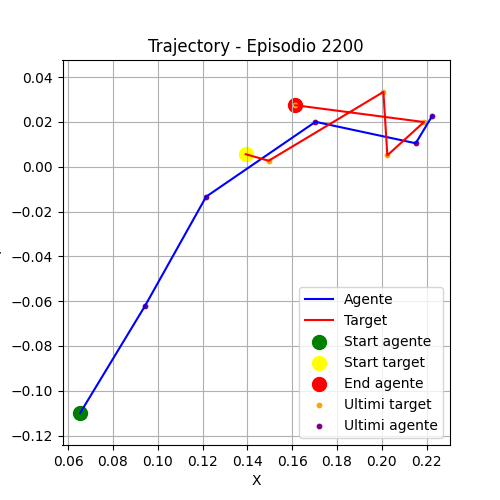 Trajectory - Episodio 2200
0.04
0.02
0.00
−0.02
−0.04
−0.06
−0.08
−0.10
−0.12
0.06 0.08 0.10 0.12 0.14 0.16 0.18 0.20 0.22
X
Agente
Target
Start agente
Start target
End agente
Ultimi target
Ultimi agente